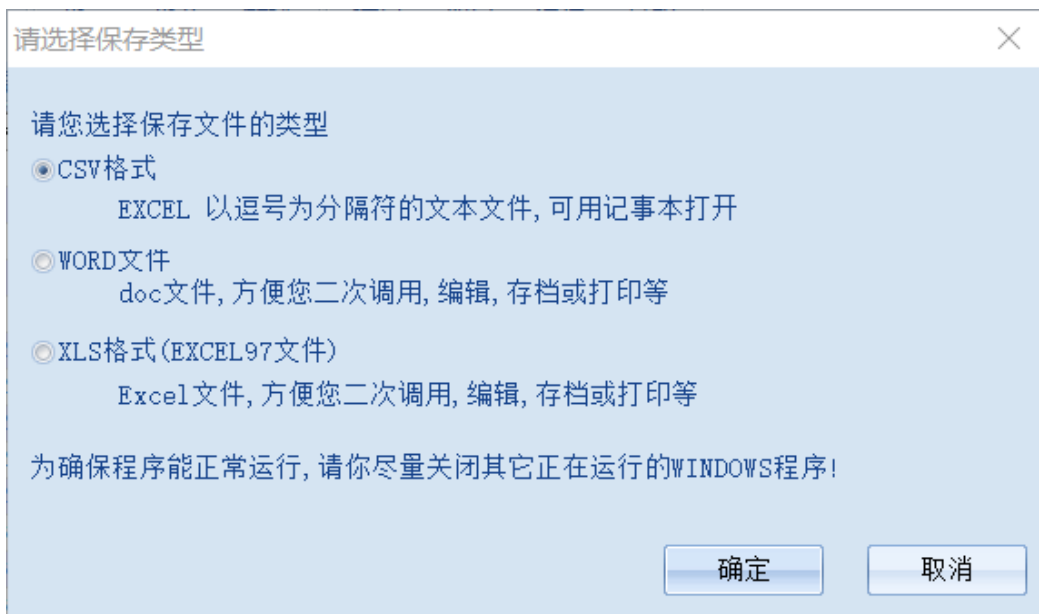 请选择保存类型
请您选择保存文件的类型
CSV格式
EXCEL 以逗号为分隔符的文本文件,可用记事本打开
WORD文件
doc文件,方便您二次调用,编辑,存档或打印等
XLS格式(EXCEL97文件)
Excel文件,方便您二次调用,编辑,存档或打印等
为确保程序能正常运行,请你尽量关闭其它正在运行的WINDOWS程序!
确定 取消